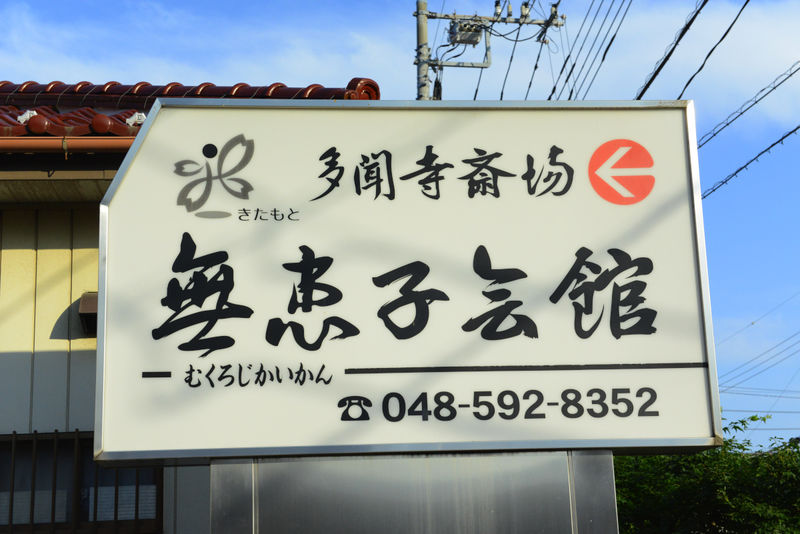 多聞寺斎場
きたもと
無患子会館
むくろじかいかん
☎048-592-8352